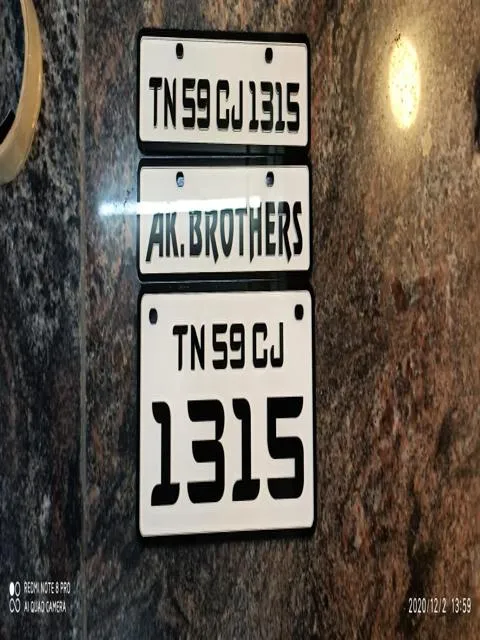 TN 59 CJ 1315
AK. BROTHERS
TN 59 CJ
1315
REDMI NOTE 8 PRO
AI QUAD CAMERA
2020/12/2 13:59